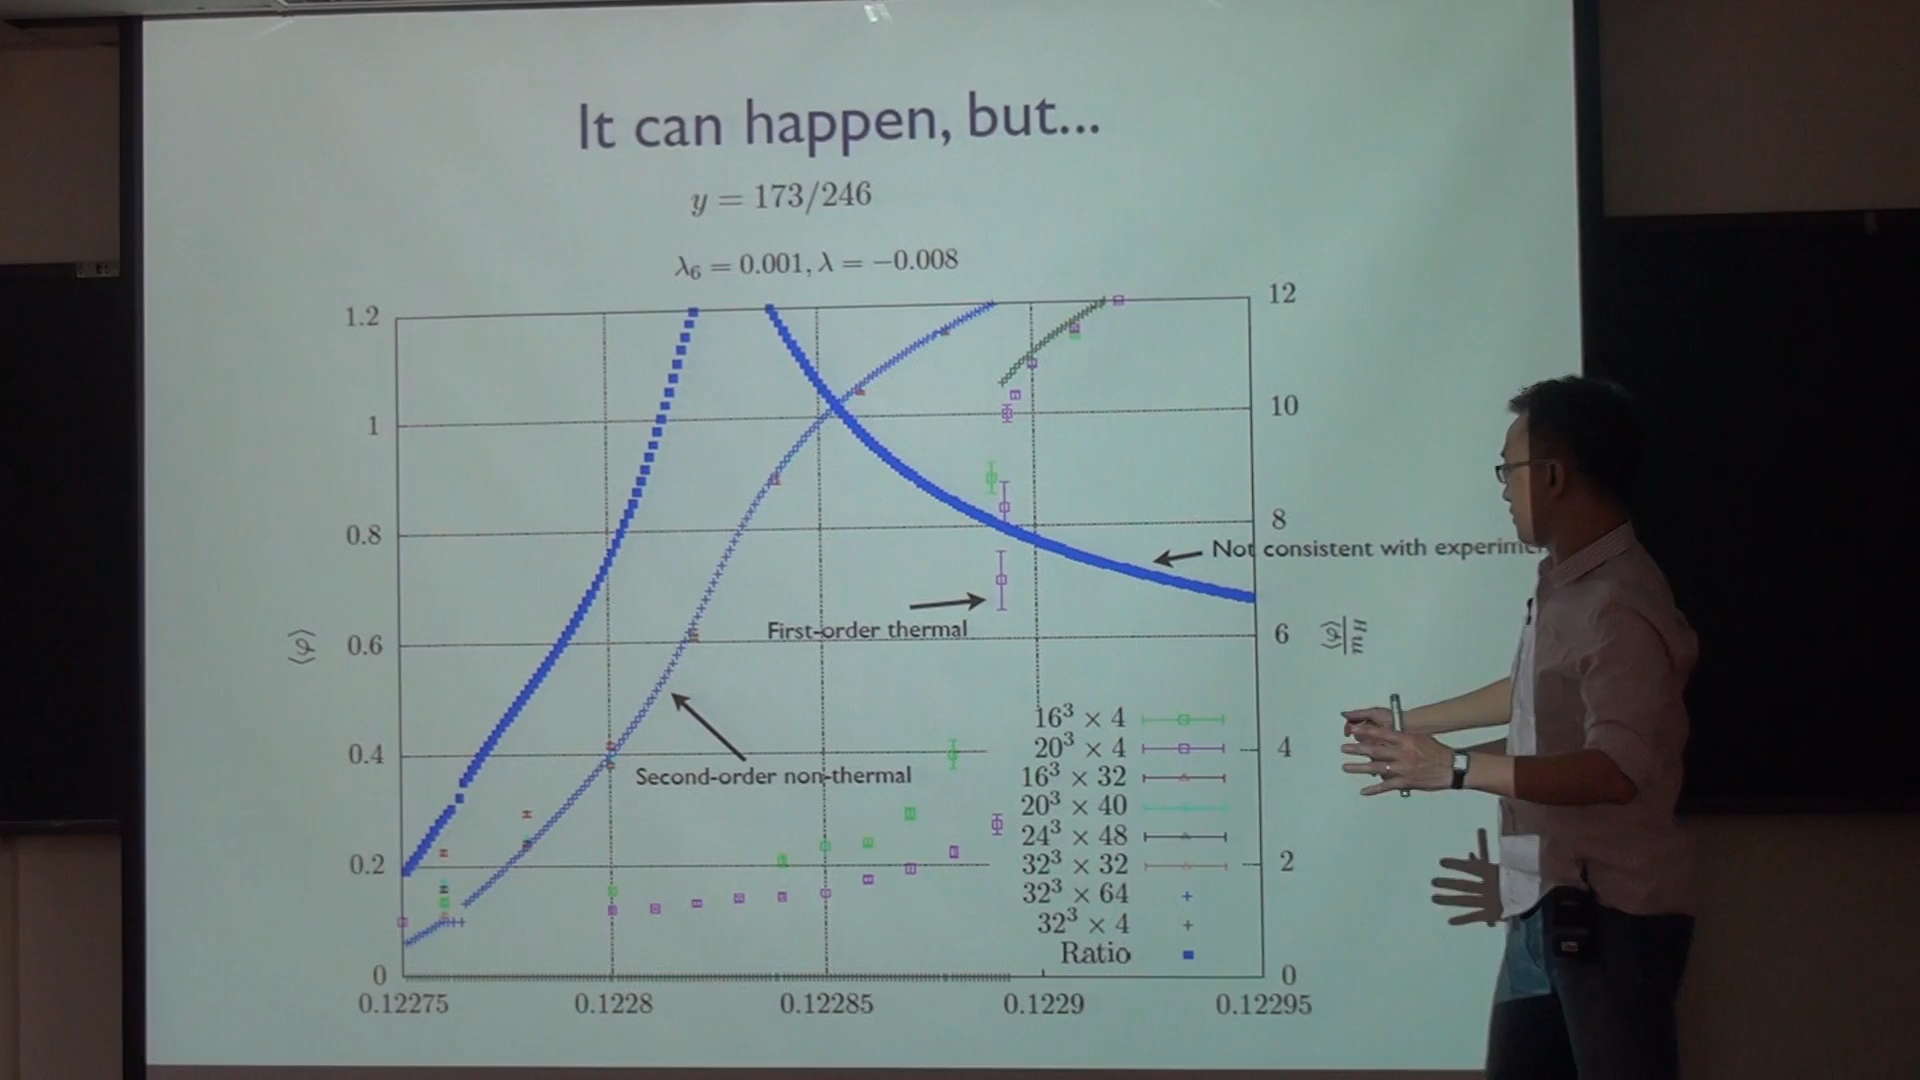 It can happen, but...
y = 173/246
λ₆ = 0.001, λ = −0.008
1.2
1
0.8
0.6
0.4
0.2
0
⟨φ⟩
12
10
8
6
4
2
0
m_H
⟨φ⟩
Not consistent with
First-order thermal
Second-order non-thermal
16³ × 4
20³ × 4
16³ × 32
20³ × 40
24³ × 48
32³ × 32
32³ × 64
32³ × 4
Ratio
0.12275 0.1228 0.12285 0.1229 0.12295